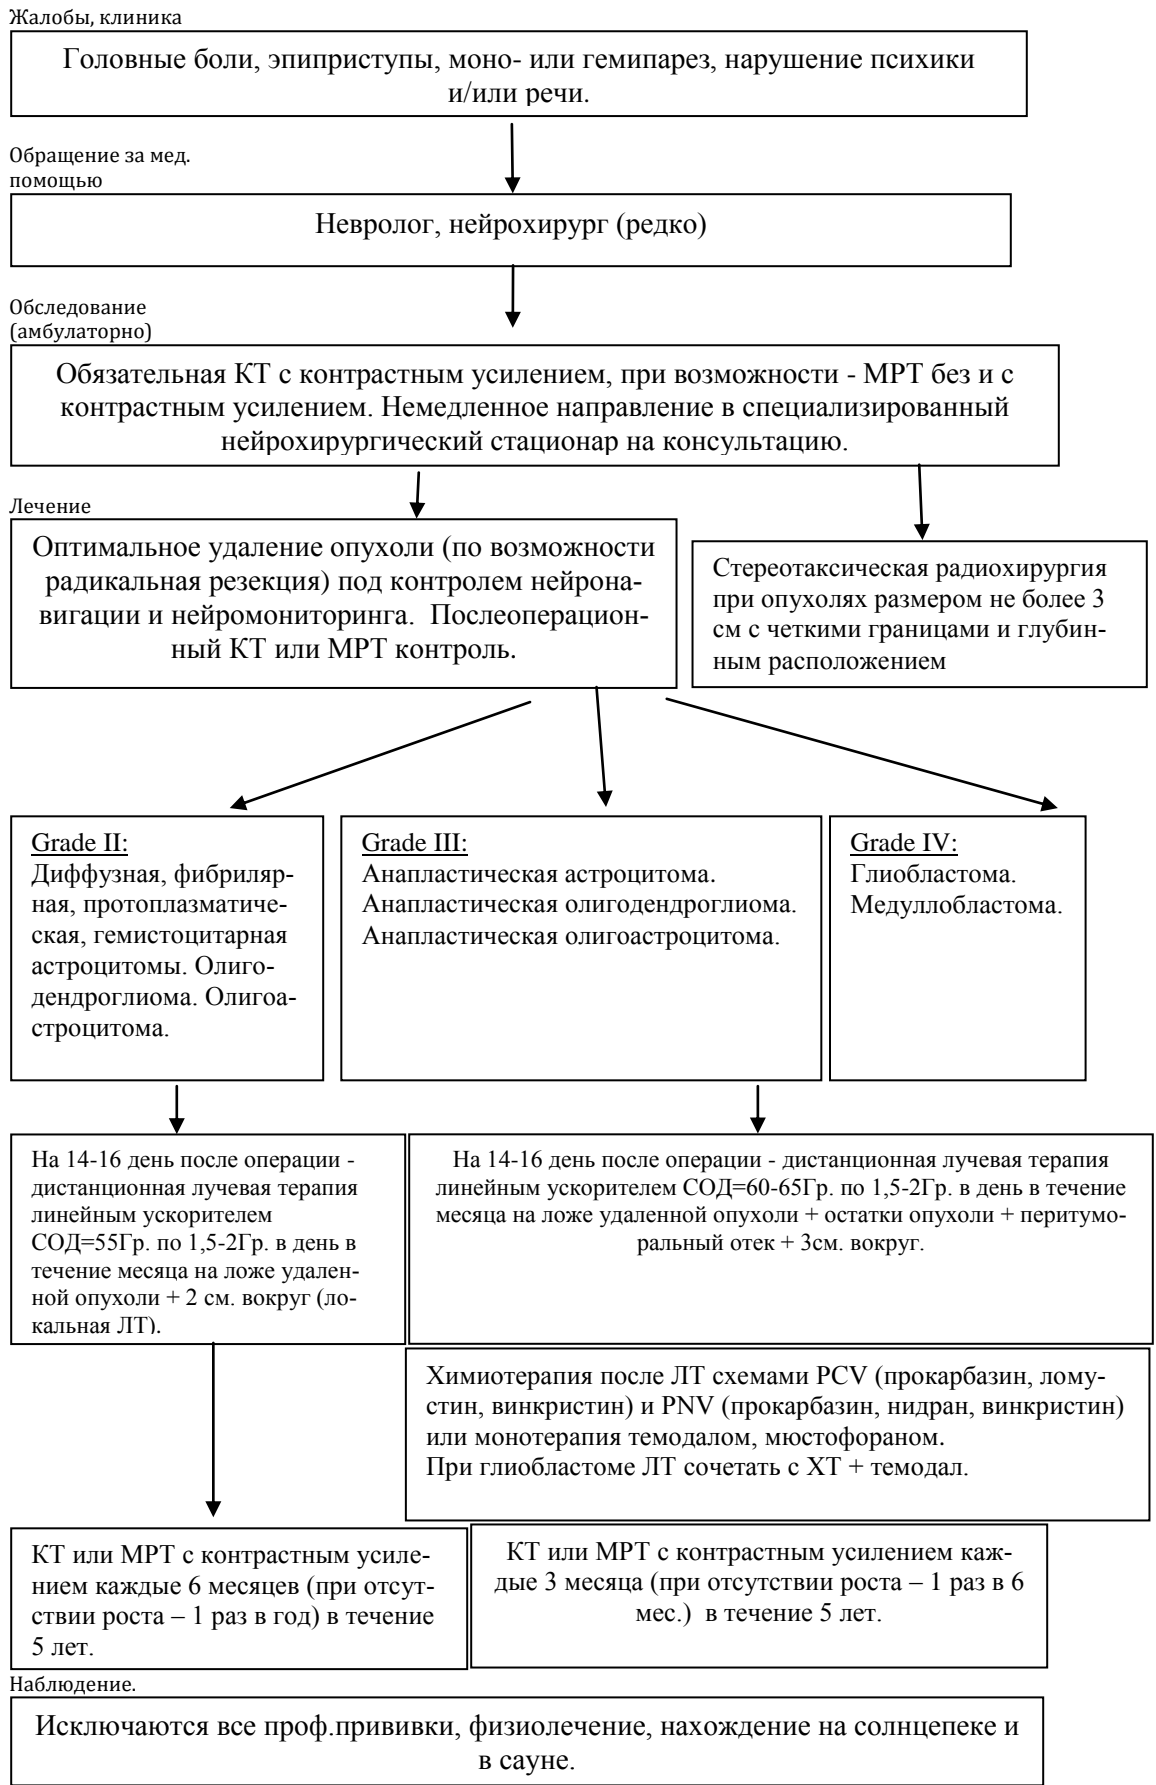 Жалобы, клиника
Головные боли, эпиприступы, моно- или гемипарез, нарушение психики
и/или речи.
Обращение за мед.
помощью
Невролог, нейрохирург (редко)
Обследование
(амбулаторно)
Обязательная КТ с контрастным усилением, при возможности - МРТ без и с
контрастным усилением. Немедленное направление в специализированный
нейрохирургический стационар на консультацию.
Лечение
Оптимальное удаление опухоли (по возможности
радикальная резекция) под контролем нейрона-
вигации и нейромониторинга.  Послеоперацион-
ный КТ или МРТ контроль.
Стереотаксическая радиохирургия
при опухолях размером не более 3
см с четкими границами и глубин-
ным расположением
Grade II:
Диффузная, фибриляр-
ная, протоплазматиче-
ская, гемистоцитарная
астроцитомы. Олиго-
дендроглиома. Олигоа-
строцитома.
Grade III:
Анапластическая астроцитома.
Анапластическая олигодендроглиома.
Анапластическая олигоастроцитома.
Grade IV:
Глиобластома.
Медуллобластома.
На 14-16 день после операции -
дистанционная лучевая терапия
линейным ускорителем
СОД=55Гр. по 1,5-2Гр. в день в
течение месяца на ложе удален-
ной опухоли + 2 см. вокруг (ло-
кальная ЛТ).
На 14-16 день после операции - дистанционная лучевая терапия
линейным ускорителем СОД=60-65Гр. по 1,5-2Гр. в день в течение
месяца на ложе удаленной опухоли + остатки опухоли + перитумо-
ральный отек + 3см. вокруг.
Химиотерапия после ЛТ схемами PCV (прокарбазин, лому-
стин, винкристин) и PNV (прокарбазин, нидран, винкристин)
или монотерапия темодалом, мюстофораном.
При глиобластоме ЛТ сочетать с ХТ + темодал.
КТ или МРТ с контрастным усиле-
нием каждые 6 месяцев (при отсут-
ствии роста – 1 раз в год) в течение
5 лет.
КТ или МРТ с контрастным усилением каж-
дые 3 месяца (при отсутствии роста – 1 раз в 6
мес.)  в течение 5 лет.
Наблюдение.
Исключаются все проф.прививки, физиолечение, нахождение на солнцепеке и
в сауне.